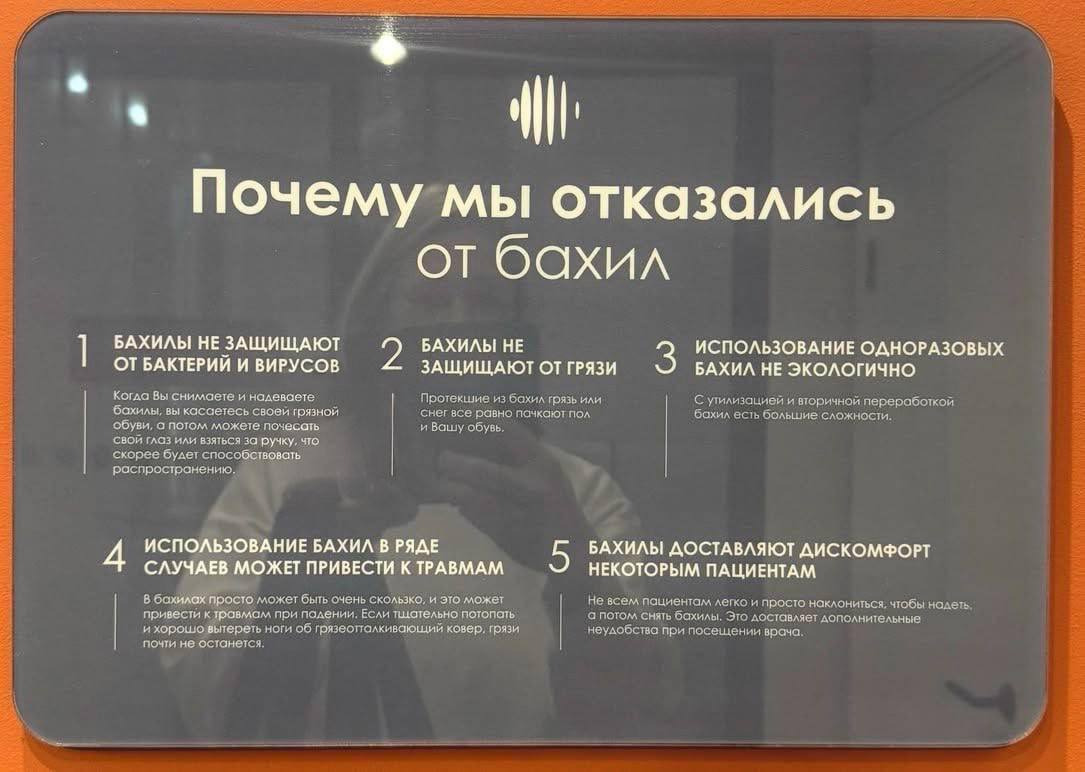 Почему мы отказались
от бахил
1 БАХИЛЫ НЕ ЗАЩИЩАЮТ
ОТ БАКТЕРИЙ И ВИРУСОВ
Когда Вы снимаете и надеваете
бахилы, вы касаетесь своей грязной
обуви, а потом можете почесать
свой глаз или взяться за ручку, что
скорее будет способствовать
распространению.
2 БАХИЛЫ НЕ
ЗАЩИЩАЮТ ОТ ГРЯЗИ
Протекшие из бахил грязь или
снег все равно пачкают пол
и Вашу обувь.
3 ИСПОЛЬЗОВАНИЕ ОДНОРАЗОВЫХ
БАХИЛ НЕ ЭКОЛОГИЧНО
С утилизацией и вторичной переработкой
бахил есть большие сложности.
4 ИСПОЛЬЗОВАНИЕ БАХИЛ В РЯДЕ
СЛУЧАЕВ МОЖЕТ ПРИВЕСТИ К ТРАВМАМ
В бахилах просто может быть очень скользко, и это может
привести к травмам при падении. Если тщательно потопать
и хорошо вытереть ноги об грязеотталкивающий ковер, грязи
почти не останется.
5 БАХИЛЫ ДОСТАВЛЯЮТ ДИСКОМФОРТ
НЕКОТОРЫМ ПАЦИЕНТАМ
Не всем пациентам легко и просто наклониться, чтобы надеть,
а потом снять бахилы. Это доставляет дополнительные
неудобства при посещении врача.